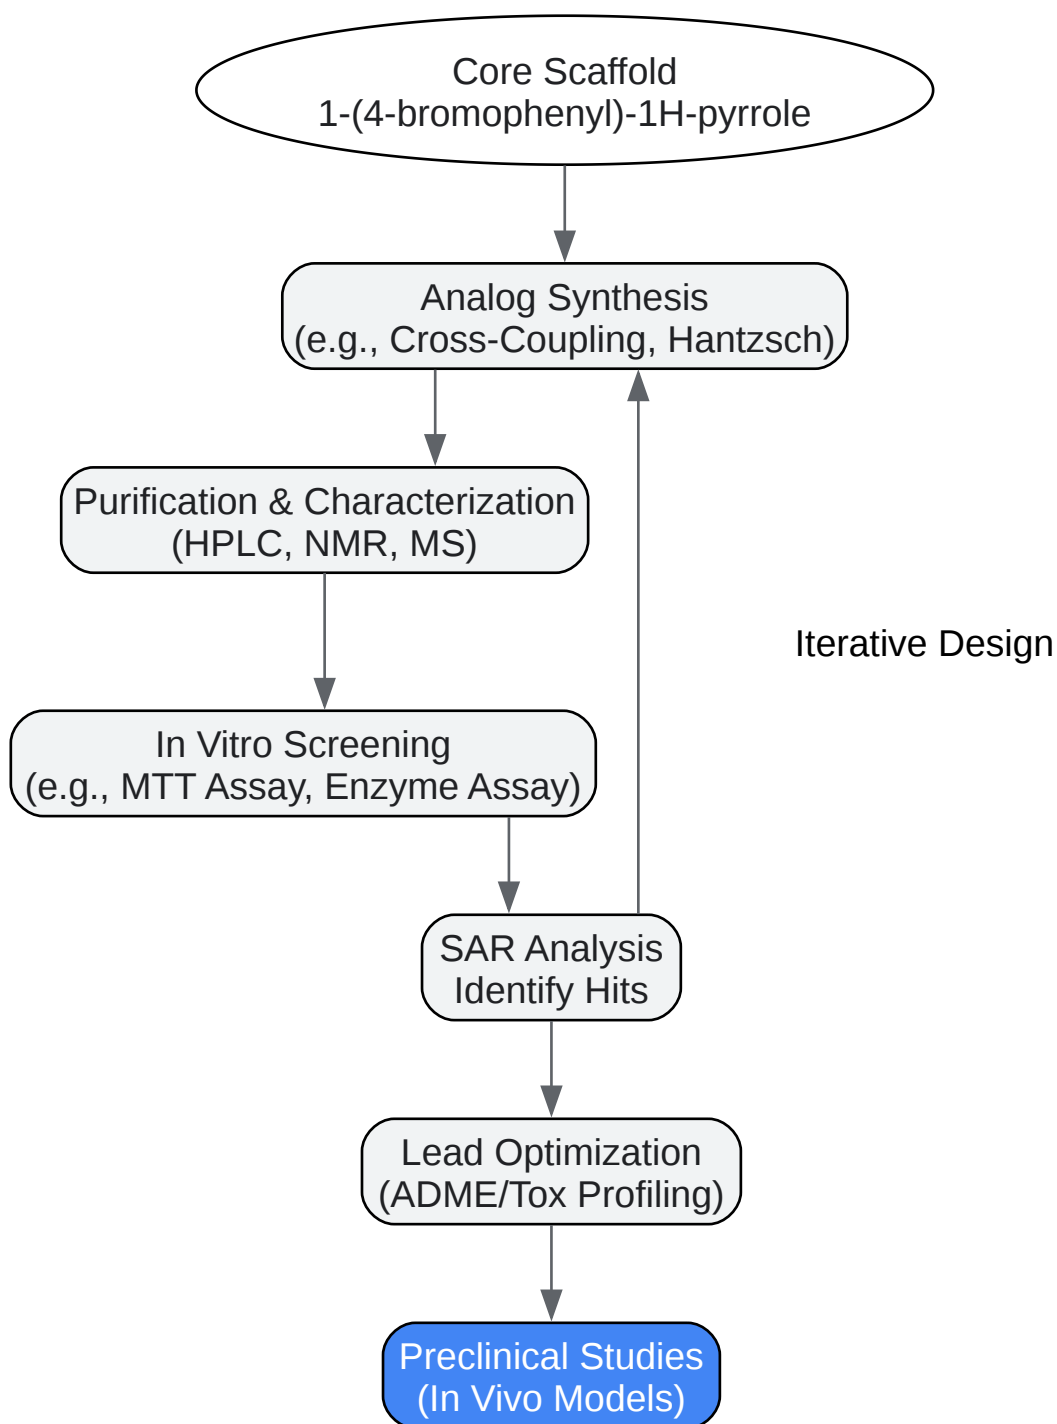 Core Scaffold
1-(4-bromophenyl)-1H-pyrrole
Analog Synthesis
(e.g., Cross-Coupling, Hantzsch)
Purification & Characterization
(HPLC, NMR, MS)
Iterative Design
In Vitro Screening
(e.g., MTT Assay, Enzyme Assay)
SAR Analysis
Identify Hits
Lead Optimization
(ADME/Tox Profiling)
Preclinical Studies
(In Vivo Models)